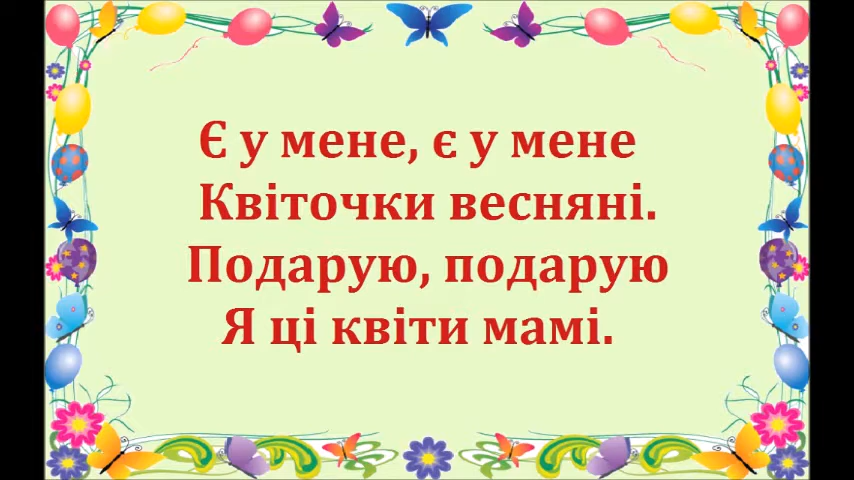 Є у мене, є у мене
Квіточки весняні.
Подарую, подарую
Я ці квіти мамі.